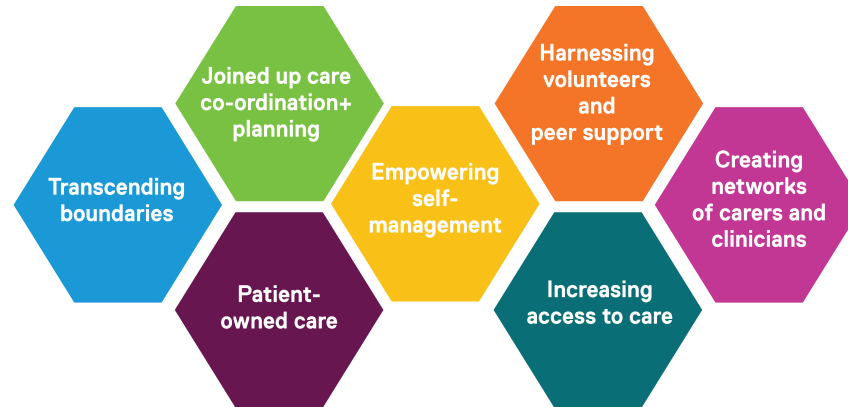 Joined up care
co-ordination+
planning
Harnessing
volunteers
and
peer support
Transcending
boundaries
Empowering
self-
management
Creating
networks
of carers and
clinicians
Patient-
owned care
Increasing
access to care